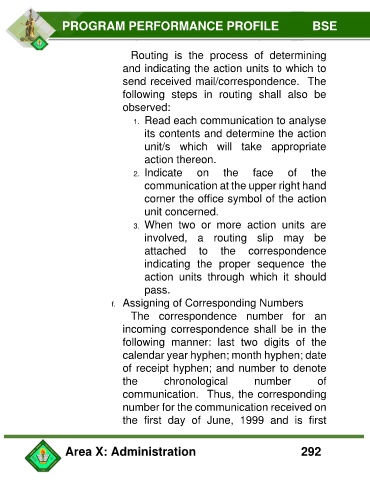 PROGRAM PERFORMANCE PROFILE BSE
Routing is the process of determining
and indicating the action units to which to
send received mail/correspondence. The
following steps in routing shall also be
observed:
1. Read each communication to analyse
its contents and determine the action
unit/s which will take appropriate
action thereon.
2. Indicate on the face of the
communication at the upper right hand
corner the office symbol of the action
unit concerned.
3. When two or more action units are
involved, a routing slip may be
attached to the correspondence
indicating the proper sequence the
action units through which it should
pass.
f. Assigning of Corresponding Numbers
The correspondence number for an
incoming correspondence shall be in the
following manner: last two digits of the
calendar year hyphen; month hyphen; date
of receipt hyphen; and number to denote
the chronological number of
communication. Thus, the corresponding
number for the communication received on
the first day of June, 1999 and is first
Area X: Administration 292